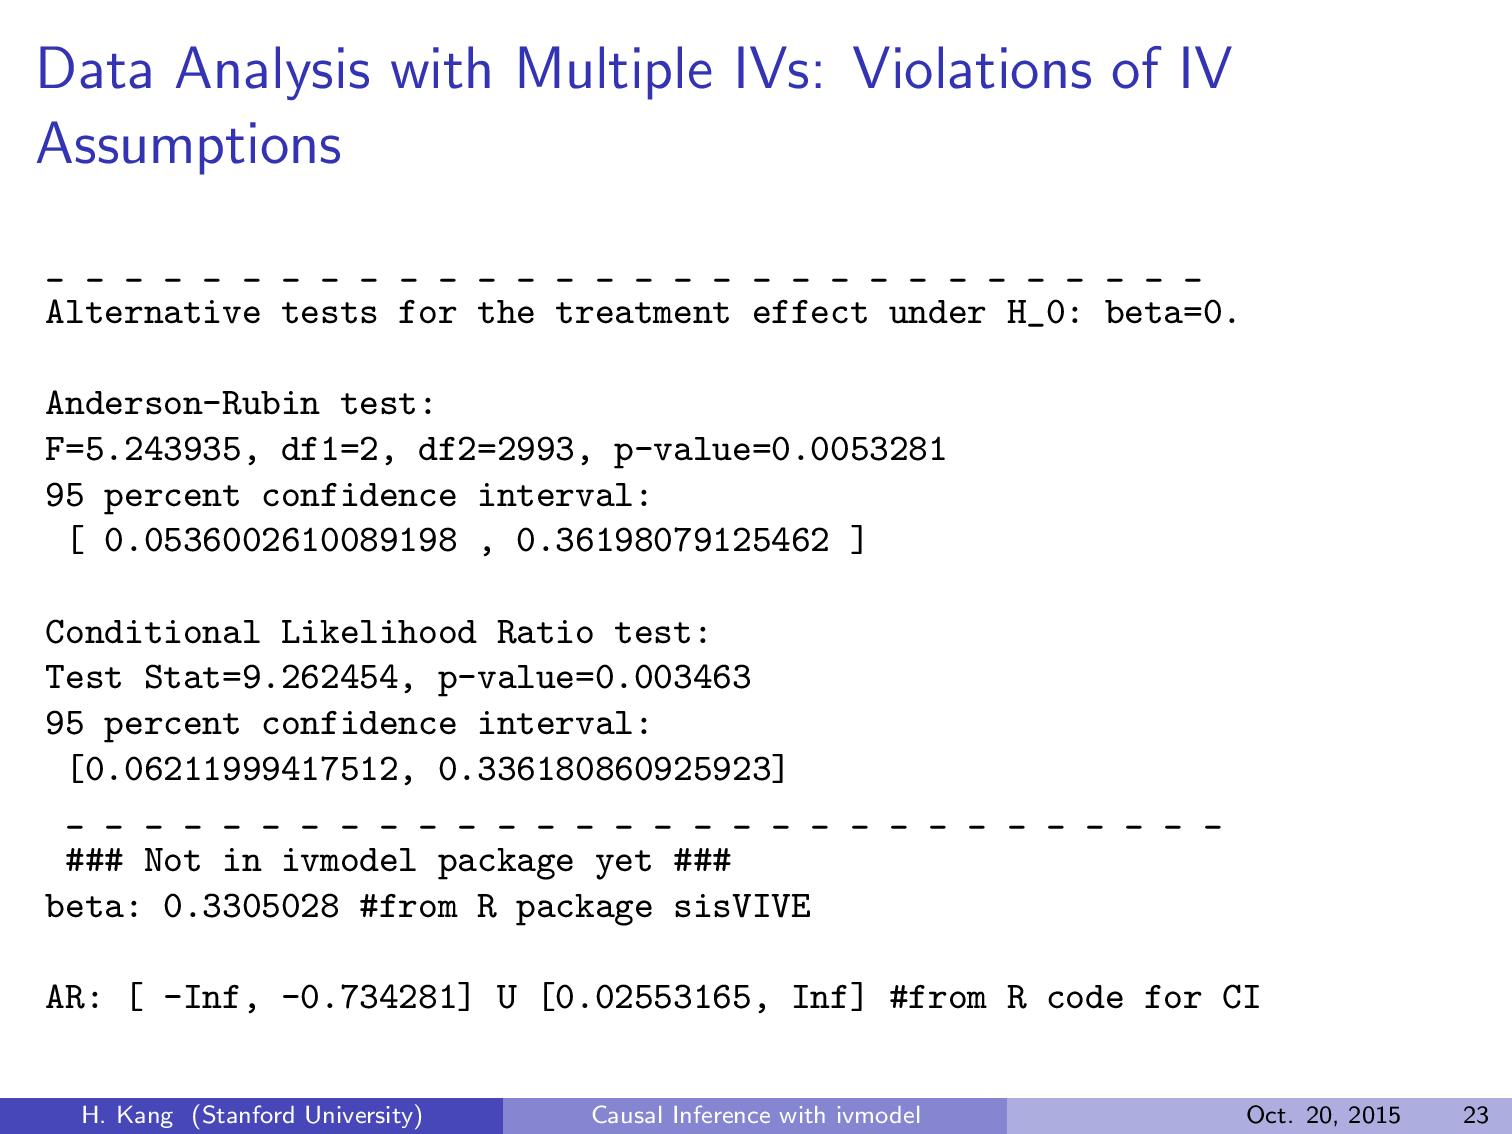 Data Analysis with Multiple IVs: Violations of IV
Assumptions
- - - - - - - - - - - - - - - - - - - - - - - - - - - - - -
Alternative tests for the treatment effect under H_0: beta=0.
Anderson-Rubin test:
F=5.243935, df1=2, df2=2993, p-value=0.0053281
95 percent confidence interval:
[ 0.0536002610089198 , 0.36198079125462 ]
Conditional Likelihood Ratio test:
Test Stat=9.262454, p-value=0.003463
95 percent confidence interval:
[0.06211999417512, 0.336180860925923]
- - - - - - - - - - - - - - - - - - - - - - - - - - - - - -
### Not in ivmodel package yet ###
beta: 0.3305028 #from R package sisVIVE
AR: [ -Inf, -0.734281] U [0.02553165, Inf] #from R code for CI
H. Kang (Stanford University) Causal Inference with ivmodel Oct. 20, 2015 23